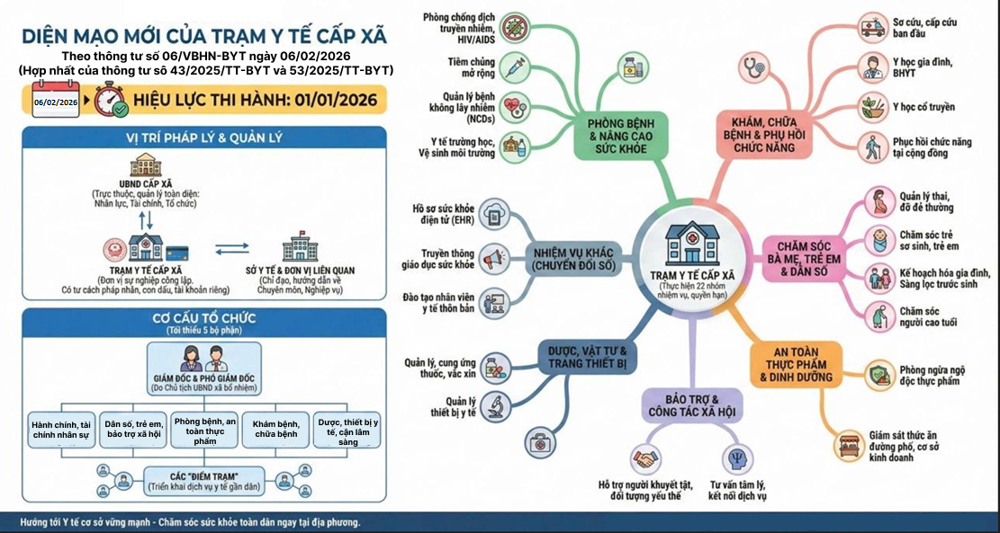 DIỆN MẠO MỚI CỦA TRẠM Y TẾ CẤP XÃ
Theo thông tư số 06/VBHN-BYT ngày 06/02/2026
(Hợp nhất của thông tư sô 43/2025/TT-BYT và 53/2025/TT-BYT)
06/02/2026
HIỆU LỰC THI HÀNH: 01/01/2026
VỊ TRÍ PHÁP LÝ & QUẢN LÝ
UBND CẤP XÃ
(Trực thuộc, quản lý toàn diện:
Nhân lực, Tài chính, Tổ chức)
TRẠM Y TẾ CẤP XÃ
(Đơn vị sự nghiệp công lập.
Có tư cách pháp nhân, con dấu, tài khoản riêng)
SỞ Y TẾ & ĐƠN VỊ LIÊN QUAN
(Chỉ đạo, hướng dẫn về
Chuyên môn, Nghiệp vụ)
CƠ CẤU TỔ CHỨC
(Tối thiểu 5 bộ phận)
GIÁM ĐỐC & PHÓ GIÁM ĐỐC
(Do Chủ tịch UBND xã bổ nhiệm)
Hành chính, tài
chính nhân sự
Dân số, trẻ em,
bảo trợ xã hội
Phòng bệnh, an
toàn thực
phẩm
Khám bệnh,
chữa bệnh
Dược, thiết bị y
tế, cận lâm
sàng
CÁC "ĐIỂM TRẠM"
(Triển khai dịch vụ y tế gần dân)
Phòng chống dịch
truyền nhiễm,
HIV/AIDS
Tiêm chủng
mở rộng
Quản lý bệnh
không lây nhiễm
(NCDs)
Y tế trường học,
Vệ sinh môi trường
PHÒNG BỆNH
& NÂNG CAO
SỨC KHỎE
KHÁM, CHỮA
BỆNH & PHỤ HỒI
CHỨC NĂNG
Sơ cứu, cấp cứu
ban đầu
Y học gia đình,
BHYT
Y học cổ truyền
Phục hồi chức năng
tại cộng đồng
Hồ sơ sức khỏe
điện tử (EHR)
Truyền thông
giáo dục sức khỏe
Đào tạo nhân viên
y tế thôn bản
NHIỆM VỤ KHÁC
(CHUYỂN ĐỔI SỐ)
TRẠM Y TẾ CẤP XÃ
(Thực hiện 22 nhóm
nhiệm vụ, quyền hạn)
CHĂM SÓC
BÀ MẸ, TRẺ EM
& DÂN SỐ
Quản lý thai,
đỡ đẻ thường
Chăm sóc trẻ
sơ sinh, trẻ em
Kế hoạch hóa gia đình,
Sàng lọc trước sinh
Chăm sóc
người cao tuổi
DƯỢC, VẬT TƯ &
TRANG THIẾT BỊ
Quản lý, cung ứng
thuốc, vắc xin
Quản lý
thiết bị y tế
BẢO TRỢ &
CÔNG TÁC XÃ HỘI
Hỗ trợ người khuyết tật,
đối tượng yếu thế
Tư vấn tâm lý,
kết nối dịch vụ
AN TOÀN
THỰC PHẨM
& DINH DƯỠNG
Phòng ngừa ngộ
độc thực phẩm
Giám sát thức ăn
đường phố, cơ sở
kinh doanh
Hướng tới Y tế cơ sở vững mạnh - Chăm sóc sức khỏe toàn dân ngay tại địa phương.